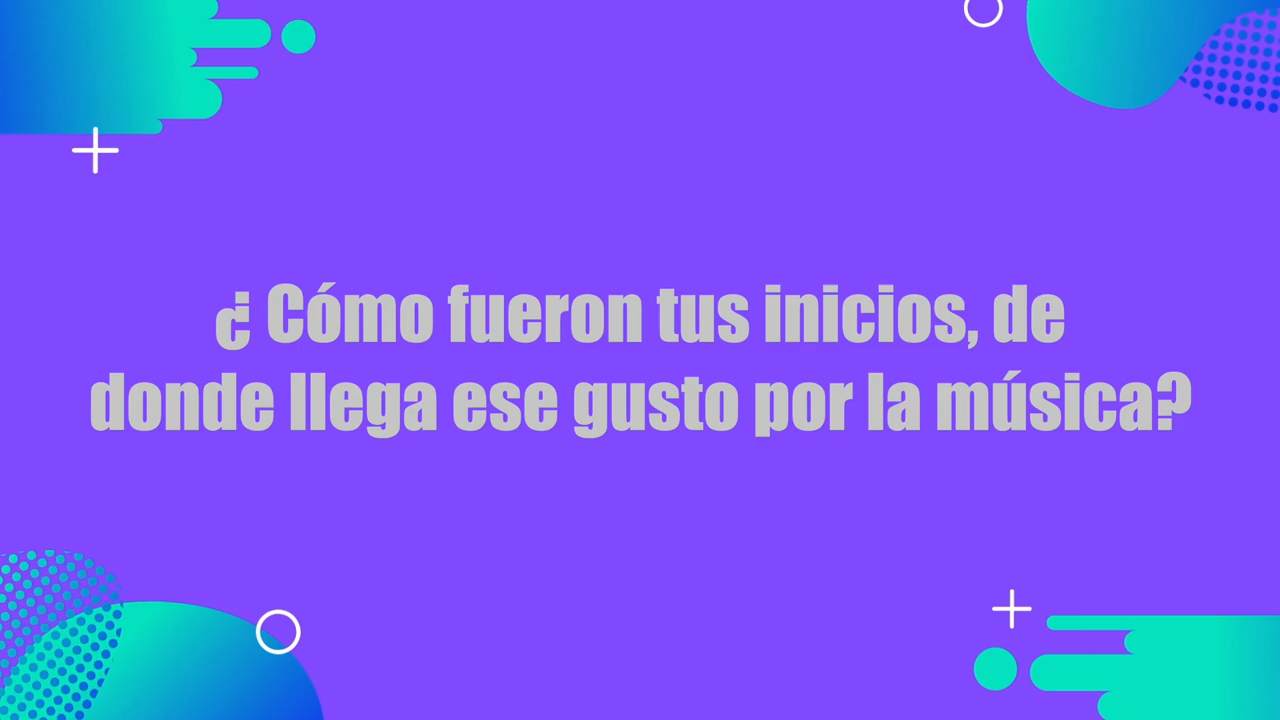 ¿ Cómo fueron tus inicios, de
donde llega ese gusto por la música?